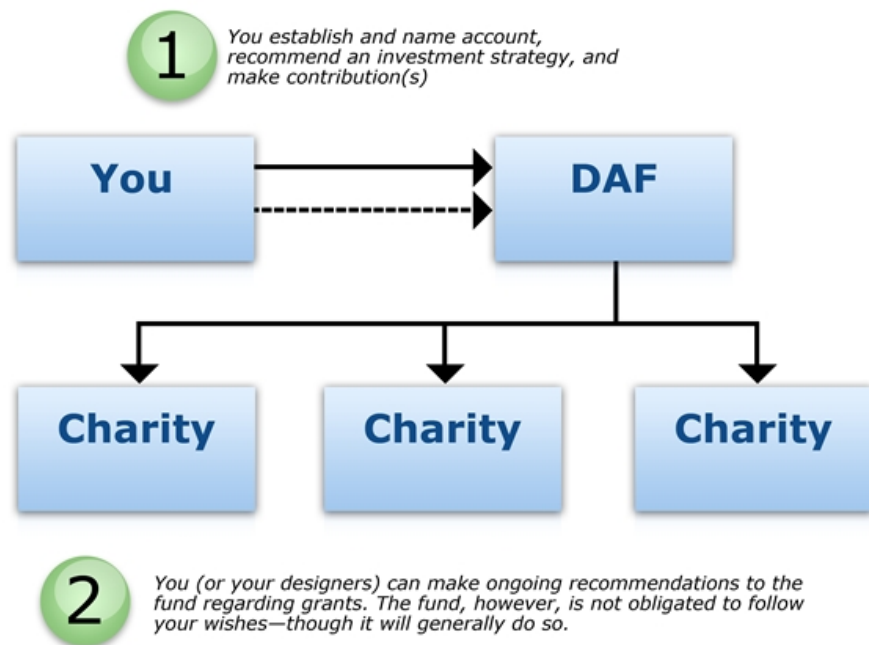 1
You establish and name account,
recommend an investment strategy, and
make contribution(s)
You
DAF
Charity
Charity
Charity
2
You (or your designers) can make ongoing recommendations to the
fund regarding grants. The fund, however, is not obligated to follow
your wishes—though it will generally do so.